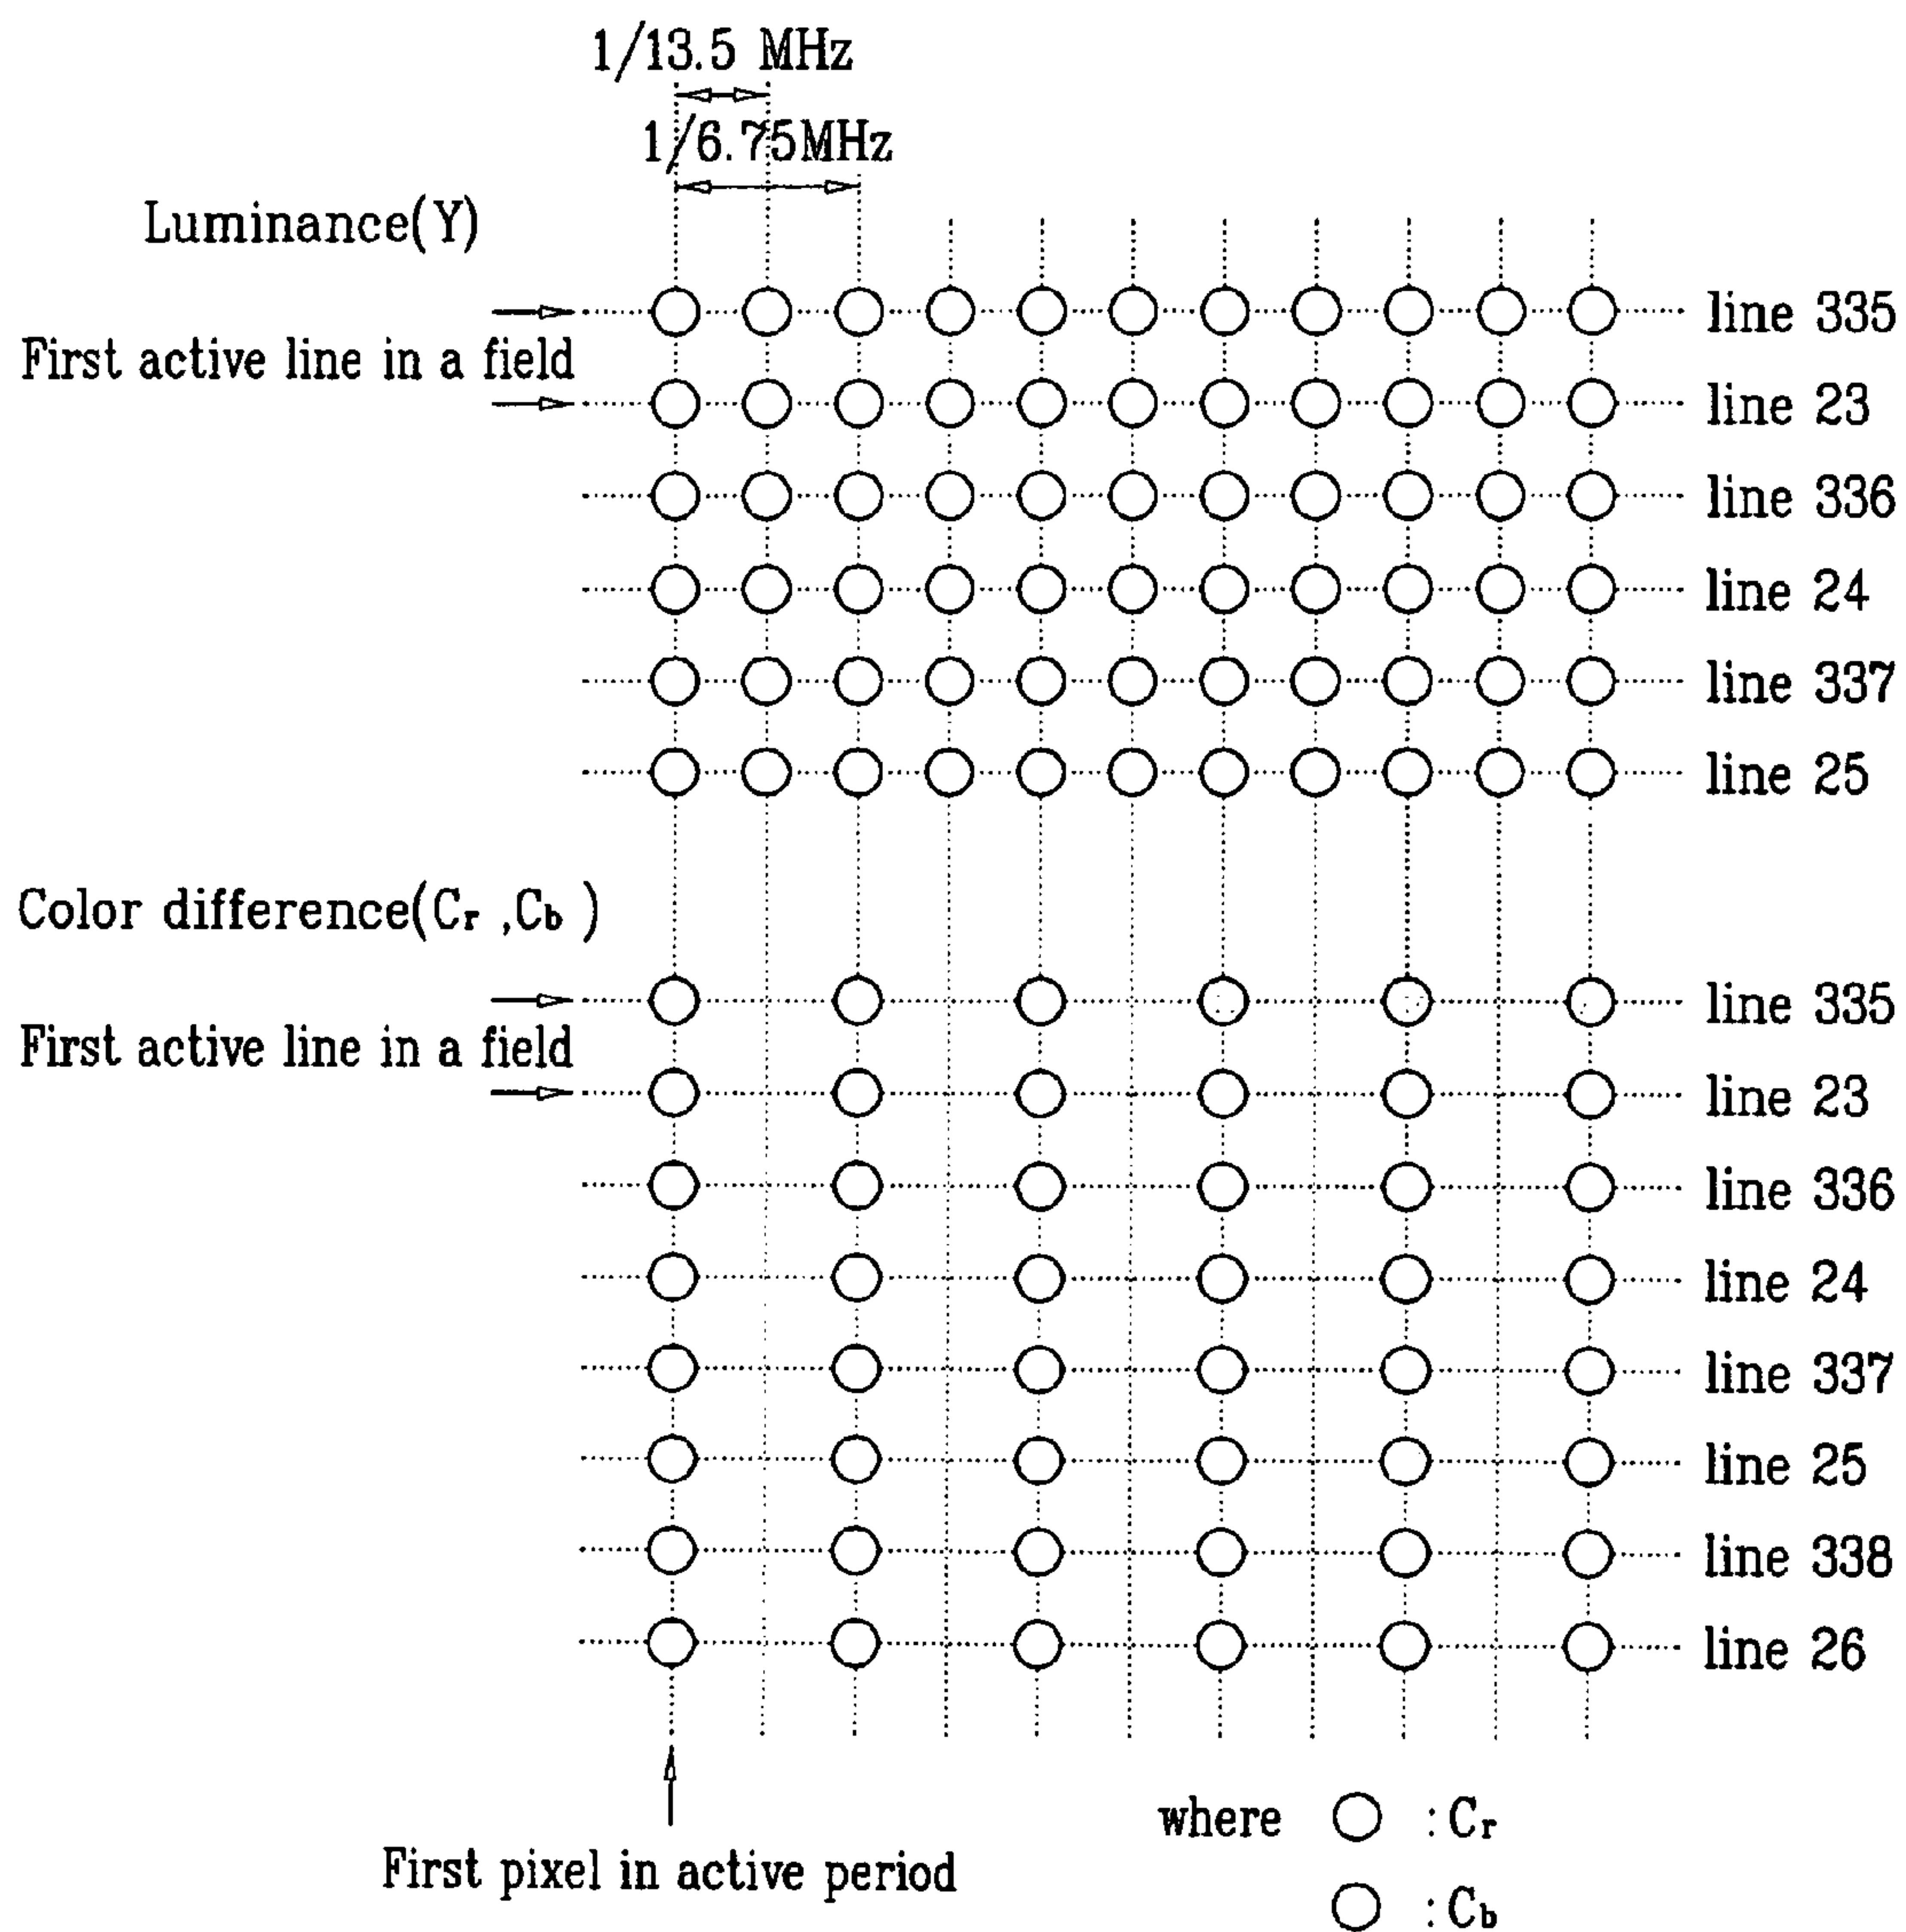 1/13.5 MHz
1/6.75MHz
Luminance(Y)
First active line in a field
line 335
line 23
line 336
line 24
line 337
line 25
Color difference(Cr ,Cb )
First active line in a field
line 335
line 23
line 336
line 24
line 337
line 25
line 338
line 26
First pixel in active period
where ○ :Cr
○ :Cb